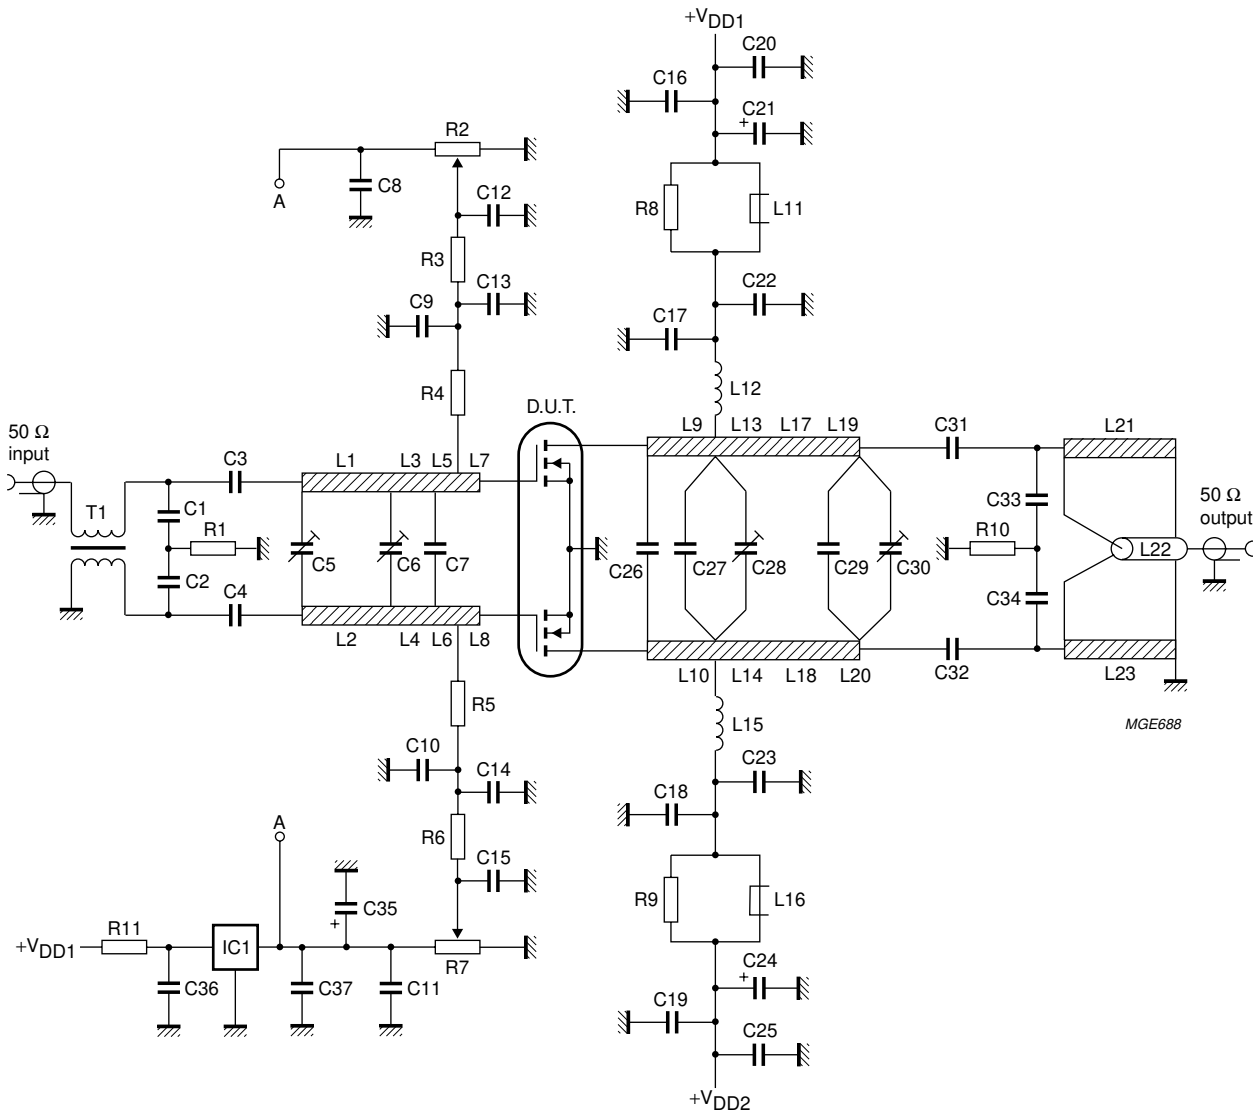 +VDD1
C20
C16
C21
R2
A
C8
C12
R8
L11
R3
C13
C9
C22
C17
R4
L12
D.U.T.
50 Ω
input
L9 L13 L17 L19
C31
L21
C3
L1 L3 L5 L7
T1
C1
R1
C2
C5
C6
C7
C26
C27
C28
C29
C30
C33
R10
C34
L22
50 Ω
output
C4
L2 L4 L6 L8
L10 L14 L18 L20
C32
L23
MGE688
R5
L15
C10
C14
C23
C18
A
R6
C15
C35
+
R9
L16
R11
+VDD1
IC1
R7
C36
C37
C11
C24
+
C19
C25
+VDD2
+